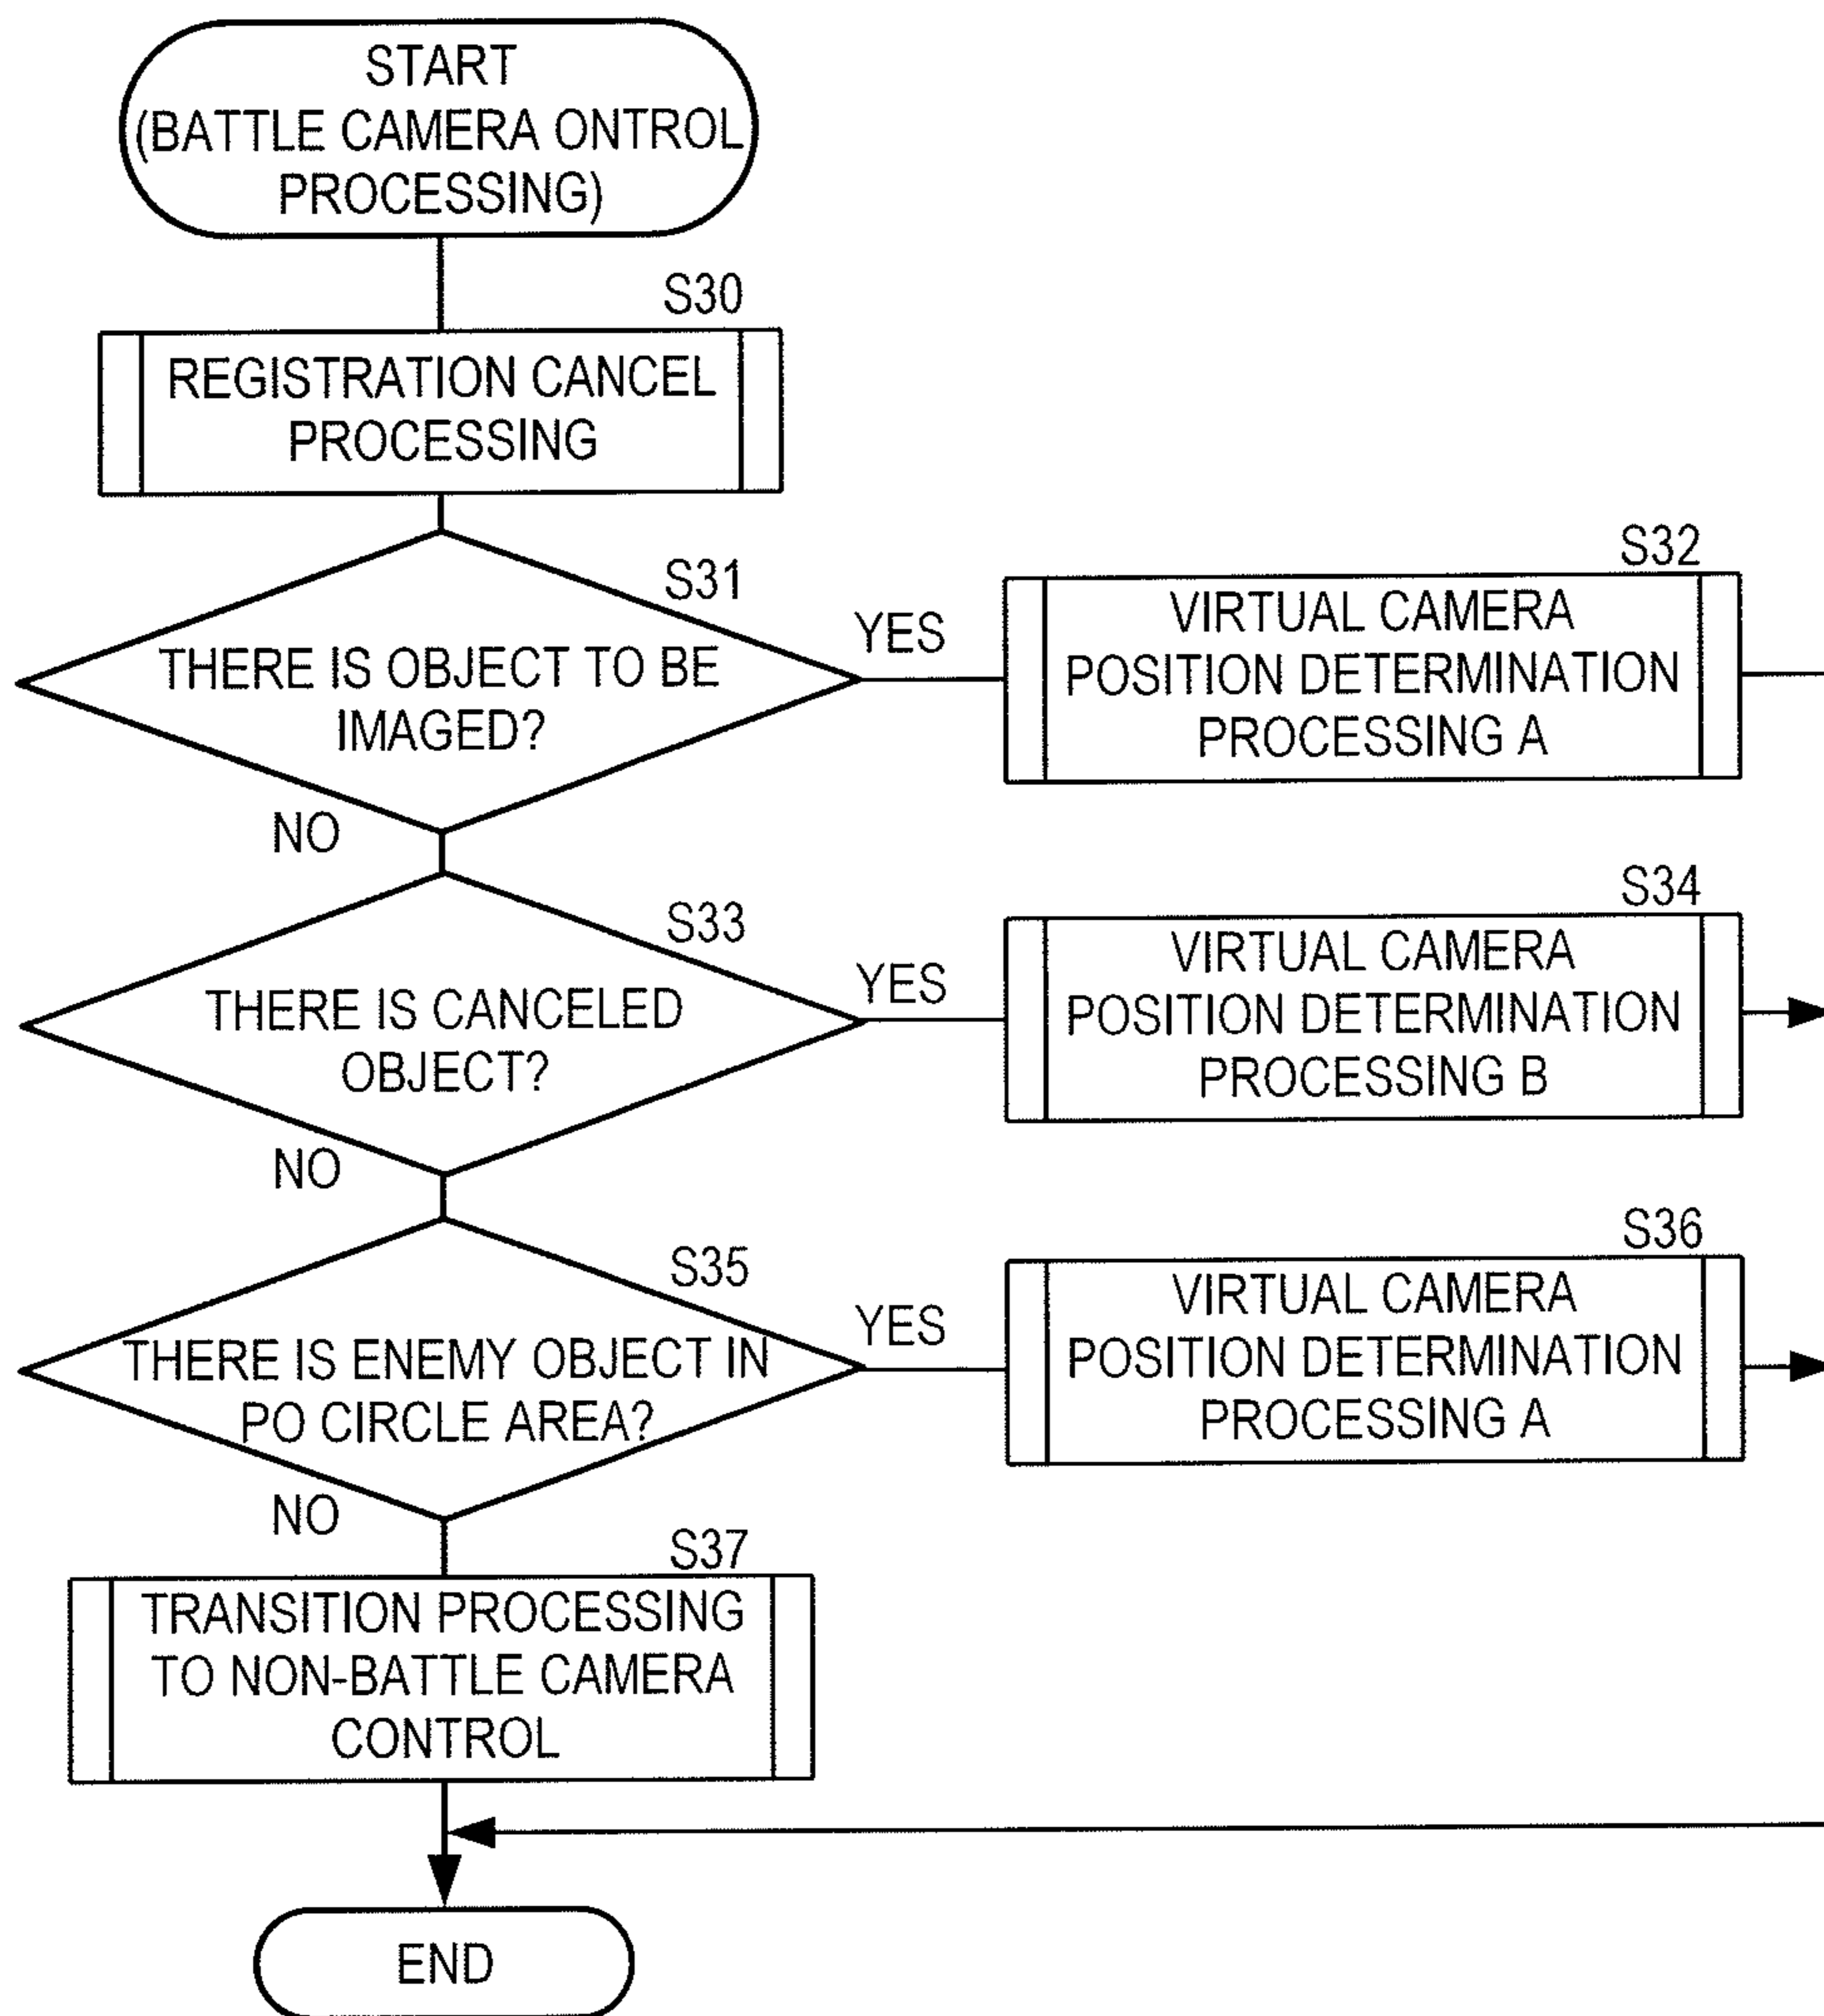 START
(BATTLE CAMERA ONTROL
PROCESSING)
S30
REGISTRATION CANCEL
PROCESSING
S31
THERE IS OBJECT TO BE
IMAGED?
YES
S32
VIRTUAL CAMERA
POSITION DETERMINATION
PROCESSING A
NO
S33
THERE IS CANCELED
OBJECT?
YES
S34
VIRTUAL CAMERA
POSITION DETERMINATION
PROCESSING B
NO
S35
THERE IS ENEMY OBJECT IN
PO CIRCLE AREA?
YES
S36
VIRTUAL CAMERA
POSITION DETERMINATION
PROCESSING A
NO
S37
TRANSITION PROCESSING
TO NON-BATTLE CAMERA
CONTROL
END